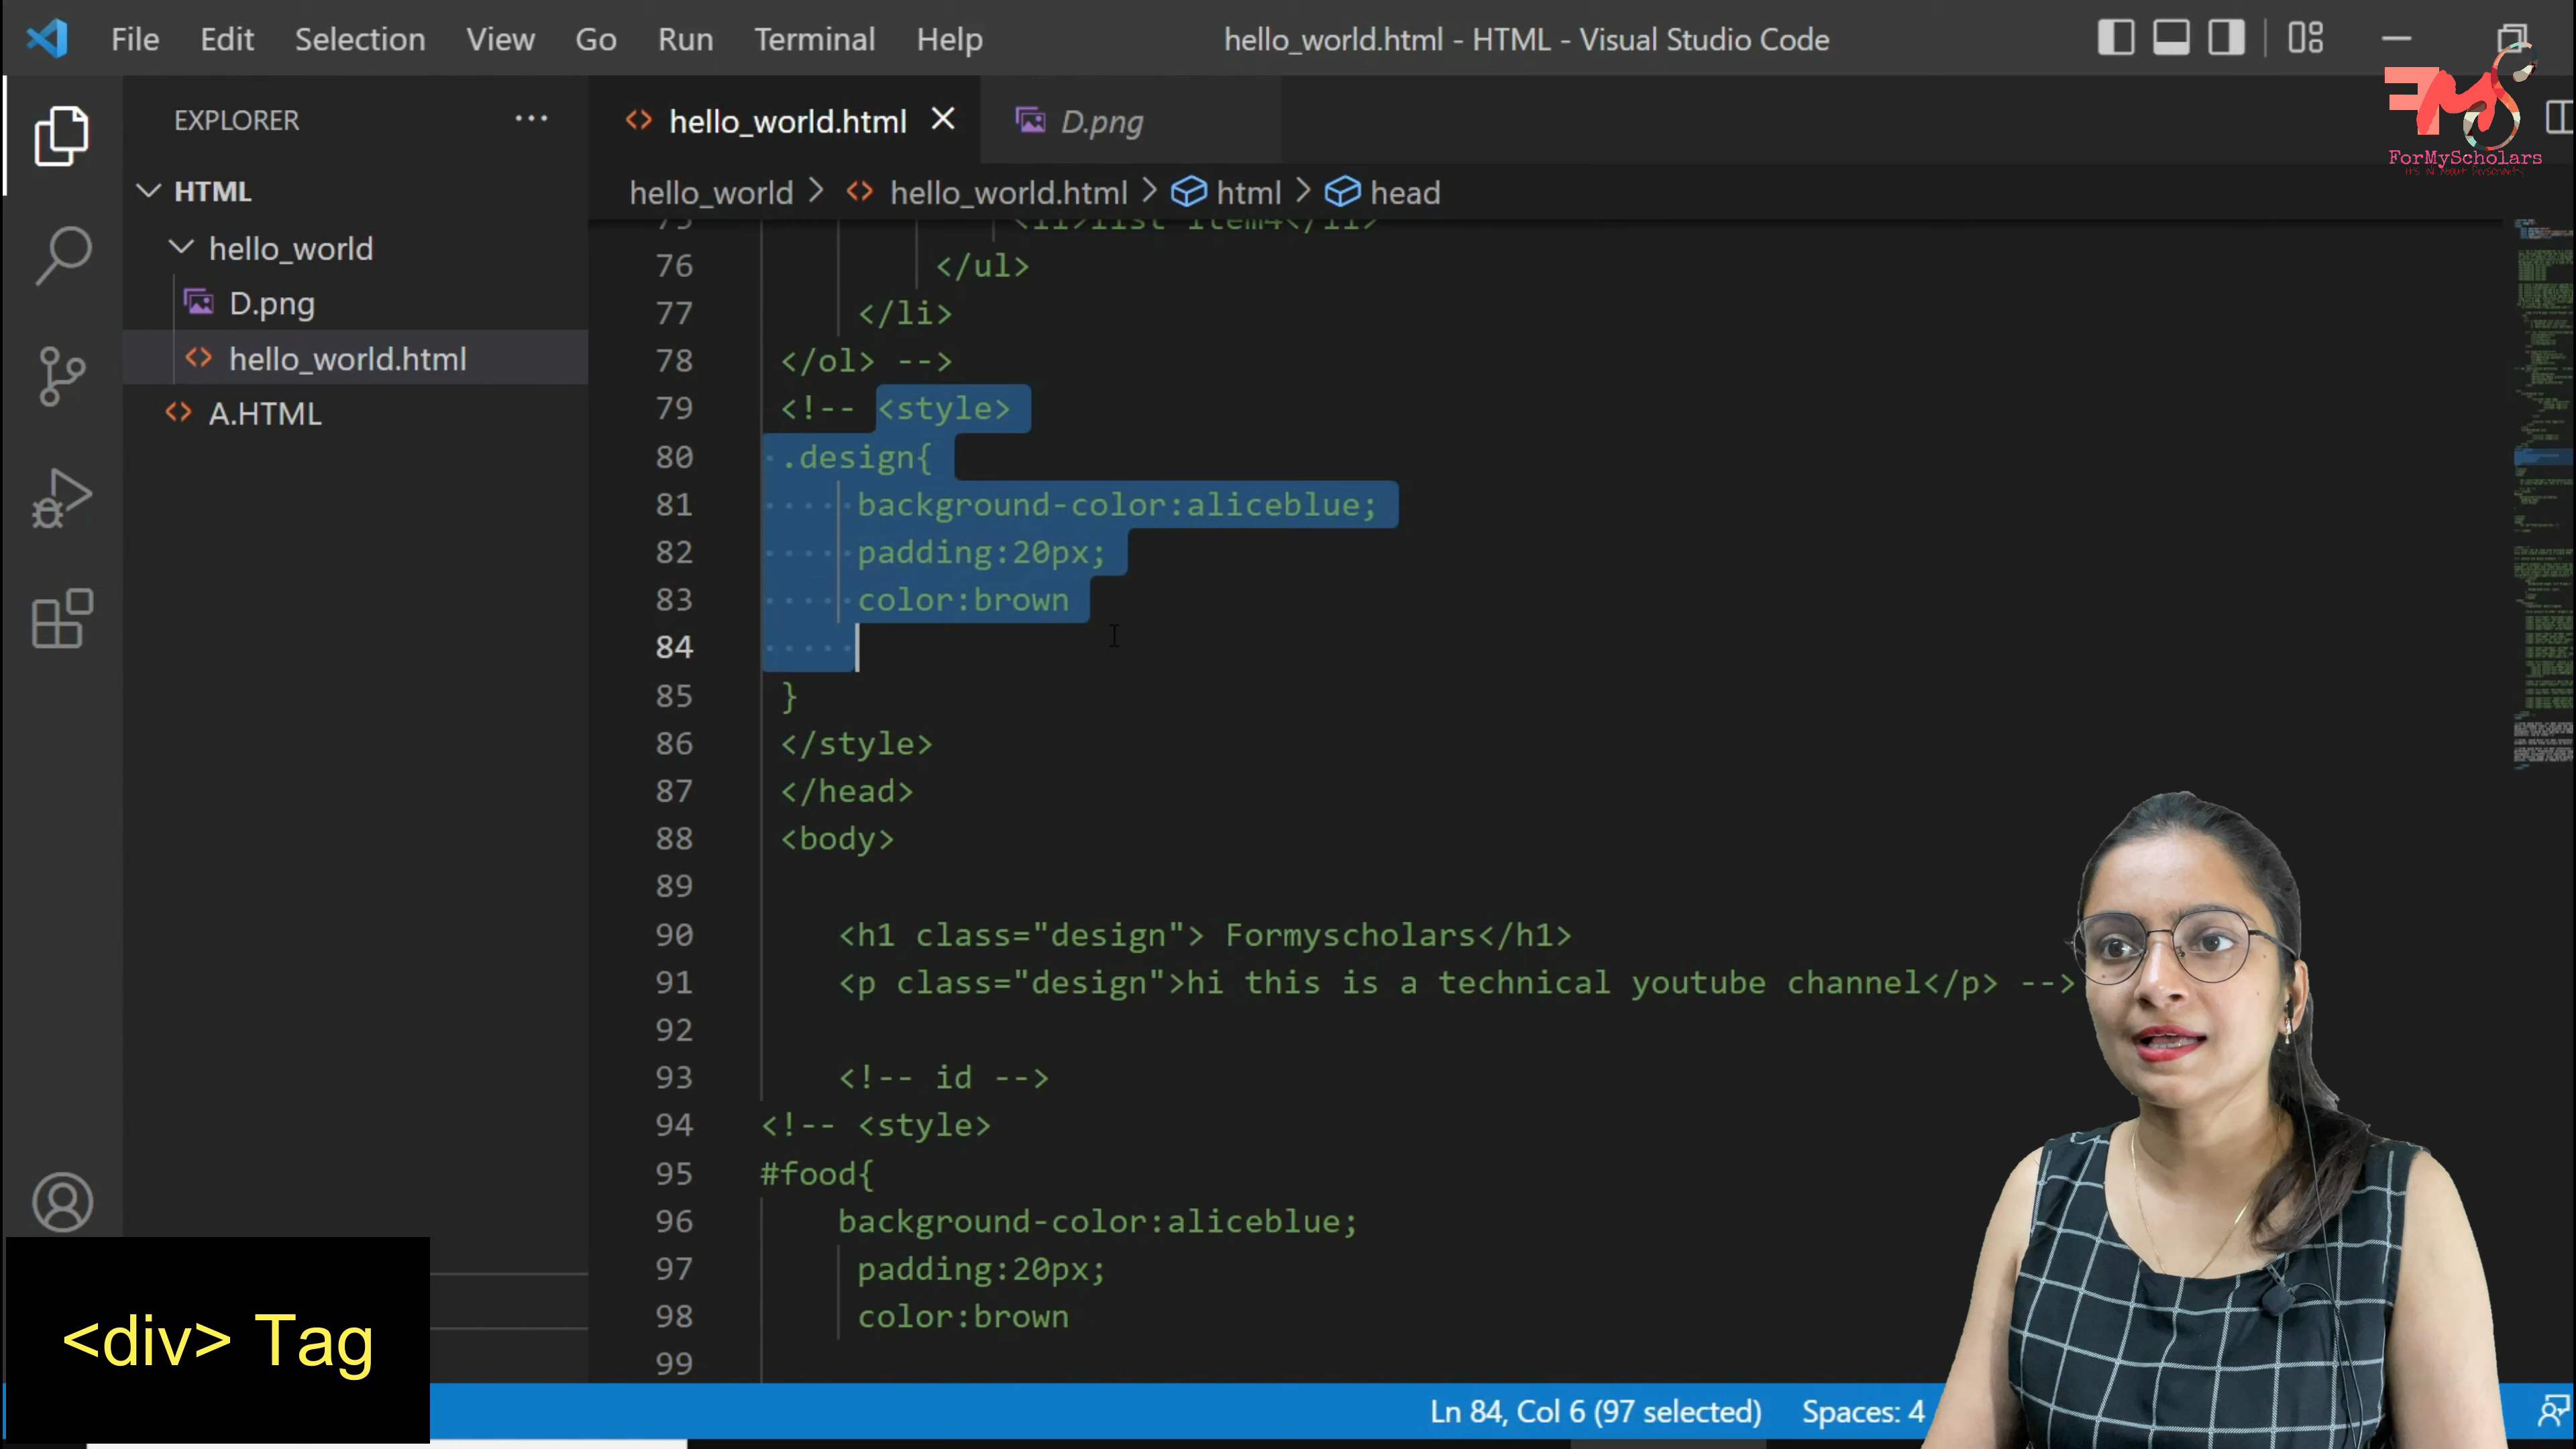 File Edit Selection View Go Run Terminal Help
hello_world.html - HTML - Visual Studio Code
ForMyScholars
EXPLORER
hello_world.html
D.png
hello_world > hello_world.html > html > head
HTML
hello_world
D.png
hello_world.html
A.HTML
75 <li>list item4</li>
76 </ul>
77 </li>
78 </ol> -->
79 <!-- <style>
80 .design{
81 background-color:aliceblue;
82 padding:20px;
83 color:brown
84
85 }
86 </style>
87 </head>
88 <body>
89
90 <h1 class="design"> Formyscholars</h1>
91 <p class="design">hi this is a technical youtube channel</p> -->
92
93 <!-- id -->
94 <!-- <style>
95 #food{
96 background-color:aliceblue;
97 padding:20px;
98 color:brown
99
<div> Tag
Ln 84, Col 6 (97 selected) Spaces: 4